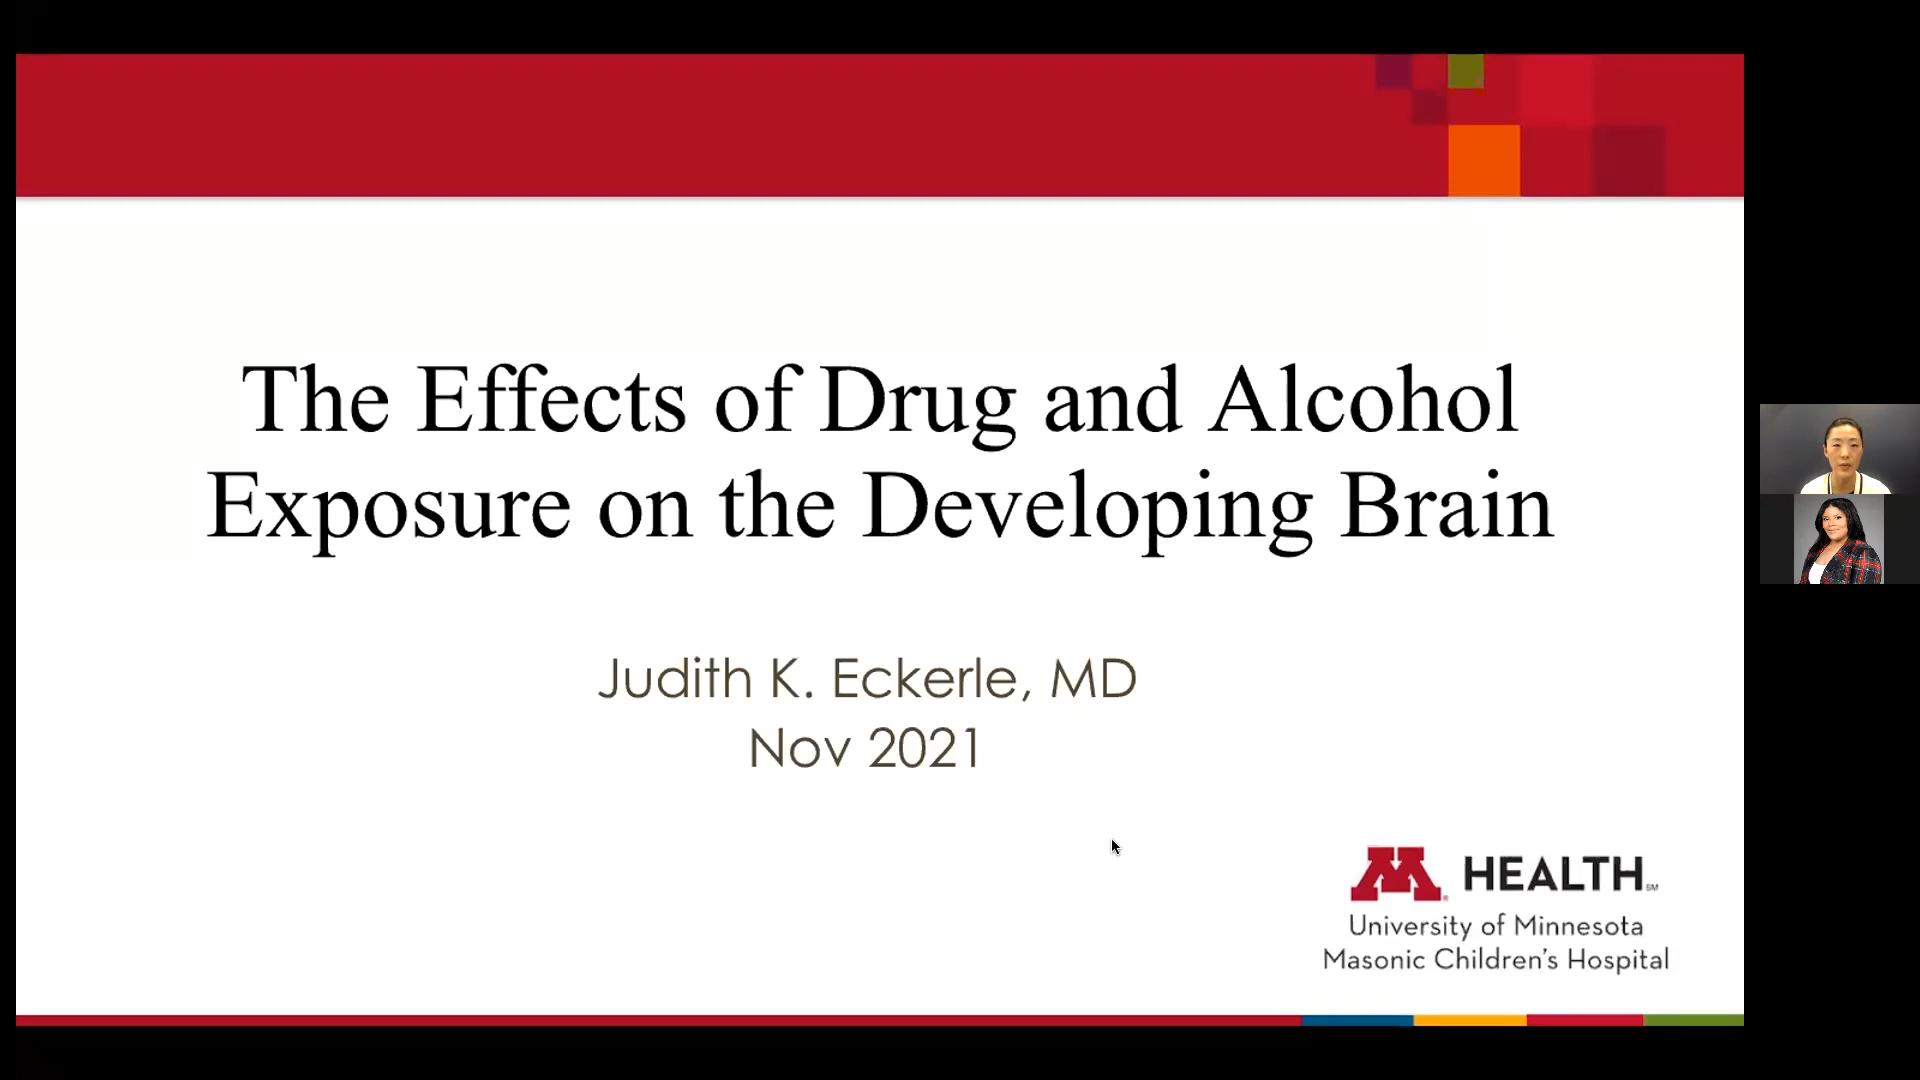 The Effects of Drug and Alcohol
Exposure on the Developing Brain
Judith K. Eckerle, MD
Nov 2021
M® HEALTH℠
University of Minnesota
Masonic Children's Hospital